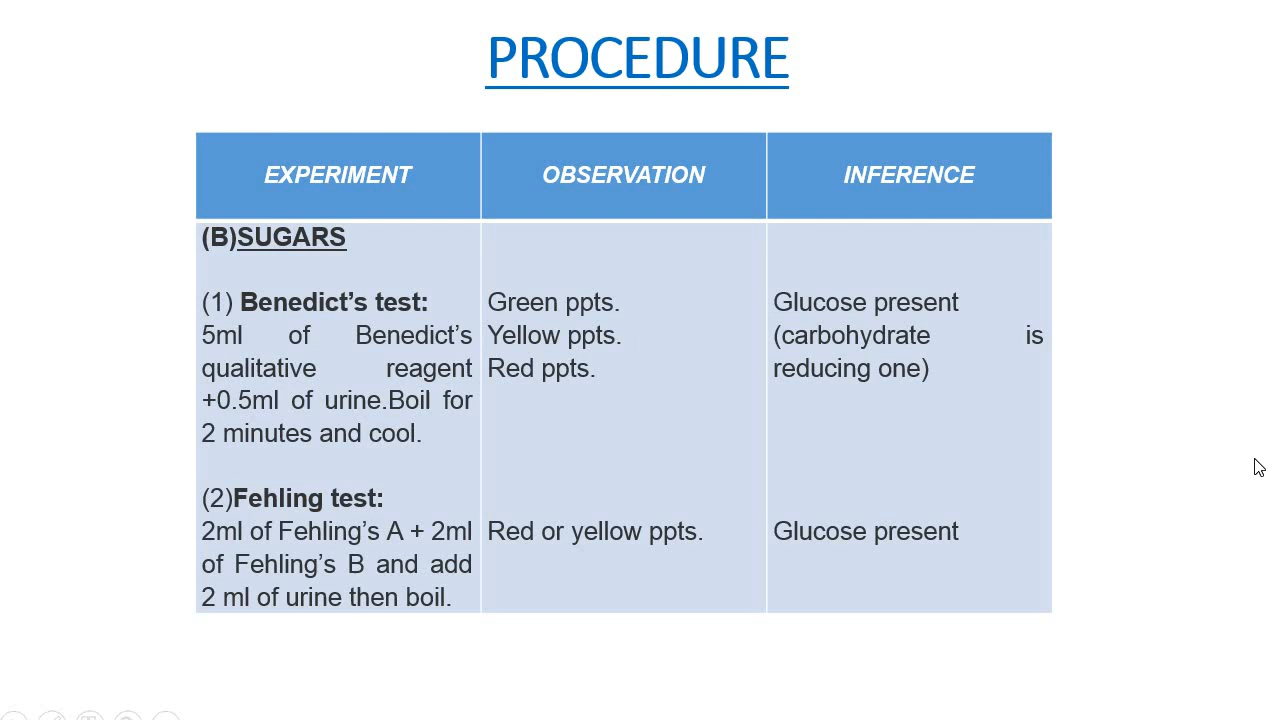 PROCEDURE
EXPERIMENT OBSERVATION INFERENCE
(B)SUGARS
(1) Benedict's test:
5ml of Benedict's
qualitative reagent
+0.5ml of urine.Boil for
2 minutes and cool.
(2)Fehling test:
2ml of Fehling's A + 2ml
of Fehling's B and add
2 ml of urine then boil.
Green ppts.
Yellow ppts.
Red ppts.
Red or yellow ppts.
Glucose present
(carbohydrate is
reducing one)
Glucose present